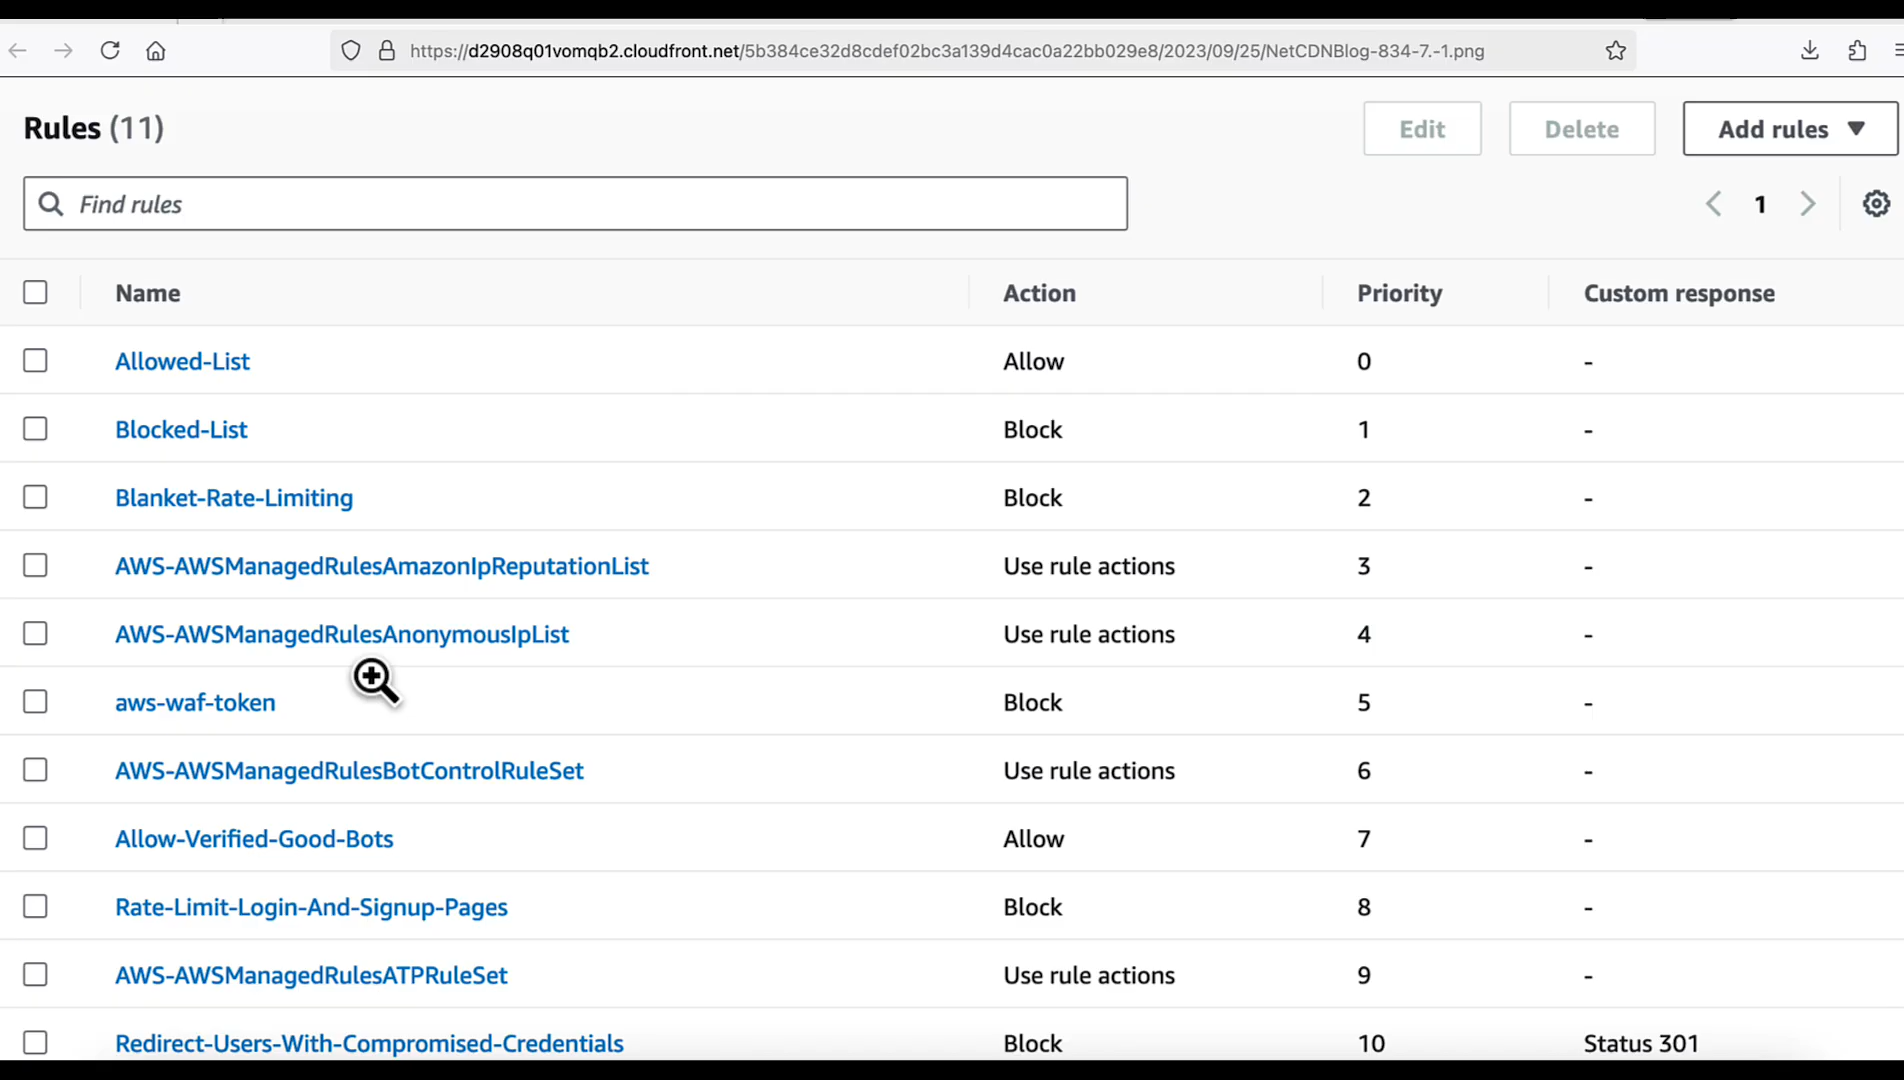 https://d2908q01vomqb2.cloudfront.net/5b384ce32d8cdef02bc3a139d4cac0a22bb029e8/2023/09/25/NetCDNBlog-834-7.-1.png
Rules (11) Edit Delete Add rules
Find rules 1
Name Action Priority Custom response
Allowed-List Allow 0 -
Blocked-List Block 1 -
Blanket-Rate-Limiting Block 2 -
AWS-AWSManagedRulesAmazonIpReputationList Use rule actions 3 -
AWS-AWSManagedRulesAnonymousIpList Use rule actions 4 -
aws-waf-token Block 5 -
AWS-AWSManagedRulesBotControlRuleSet Use rule actions 6 -
Allow-Verified-Good-Bots Allow 7 -
Rate-Limit-Login-And-Signup-Pages Block 8 -
AWS-AWSManagedRulesATPRuleSet Use rule actions 9 -
Redirect-Users-With-Compromised-Credentials Block 10 Status 301